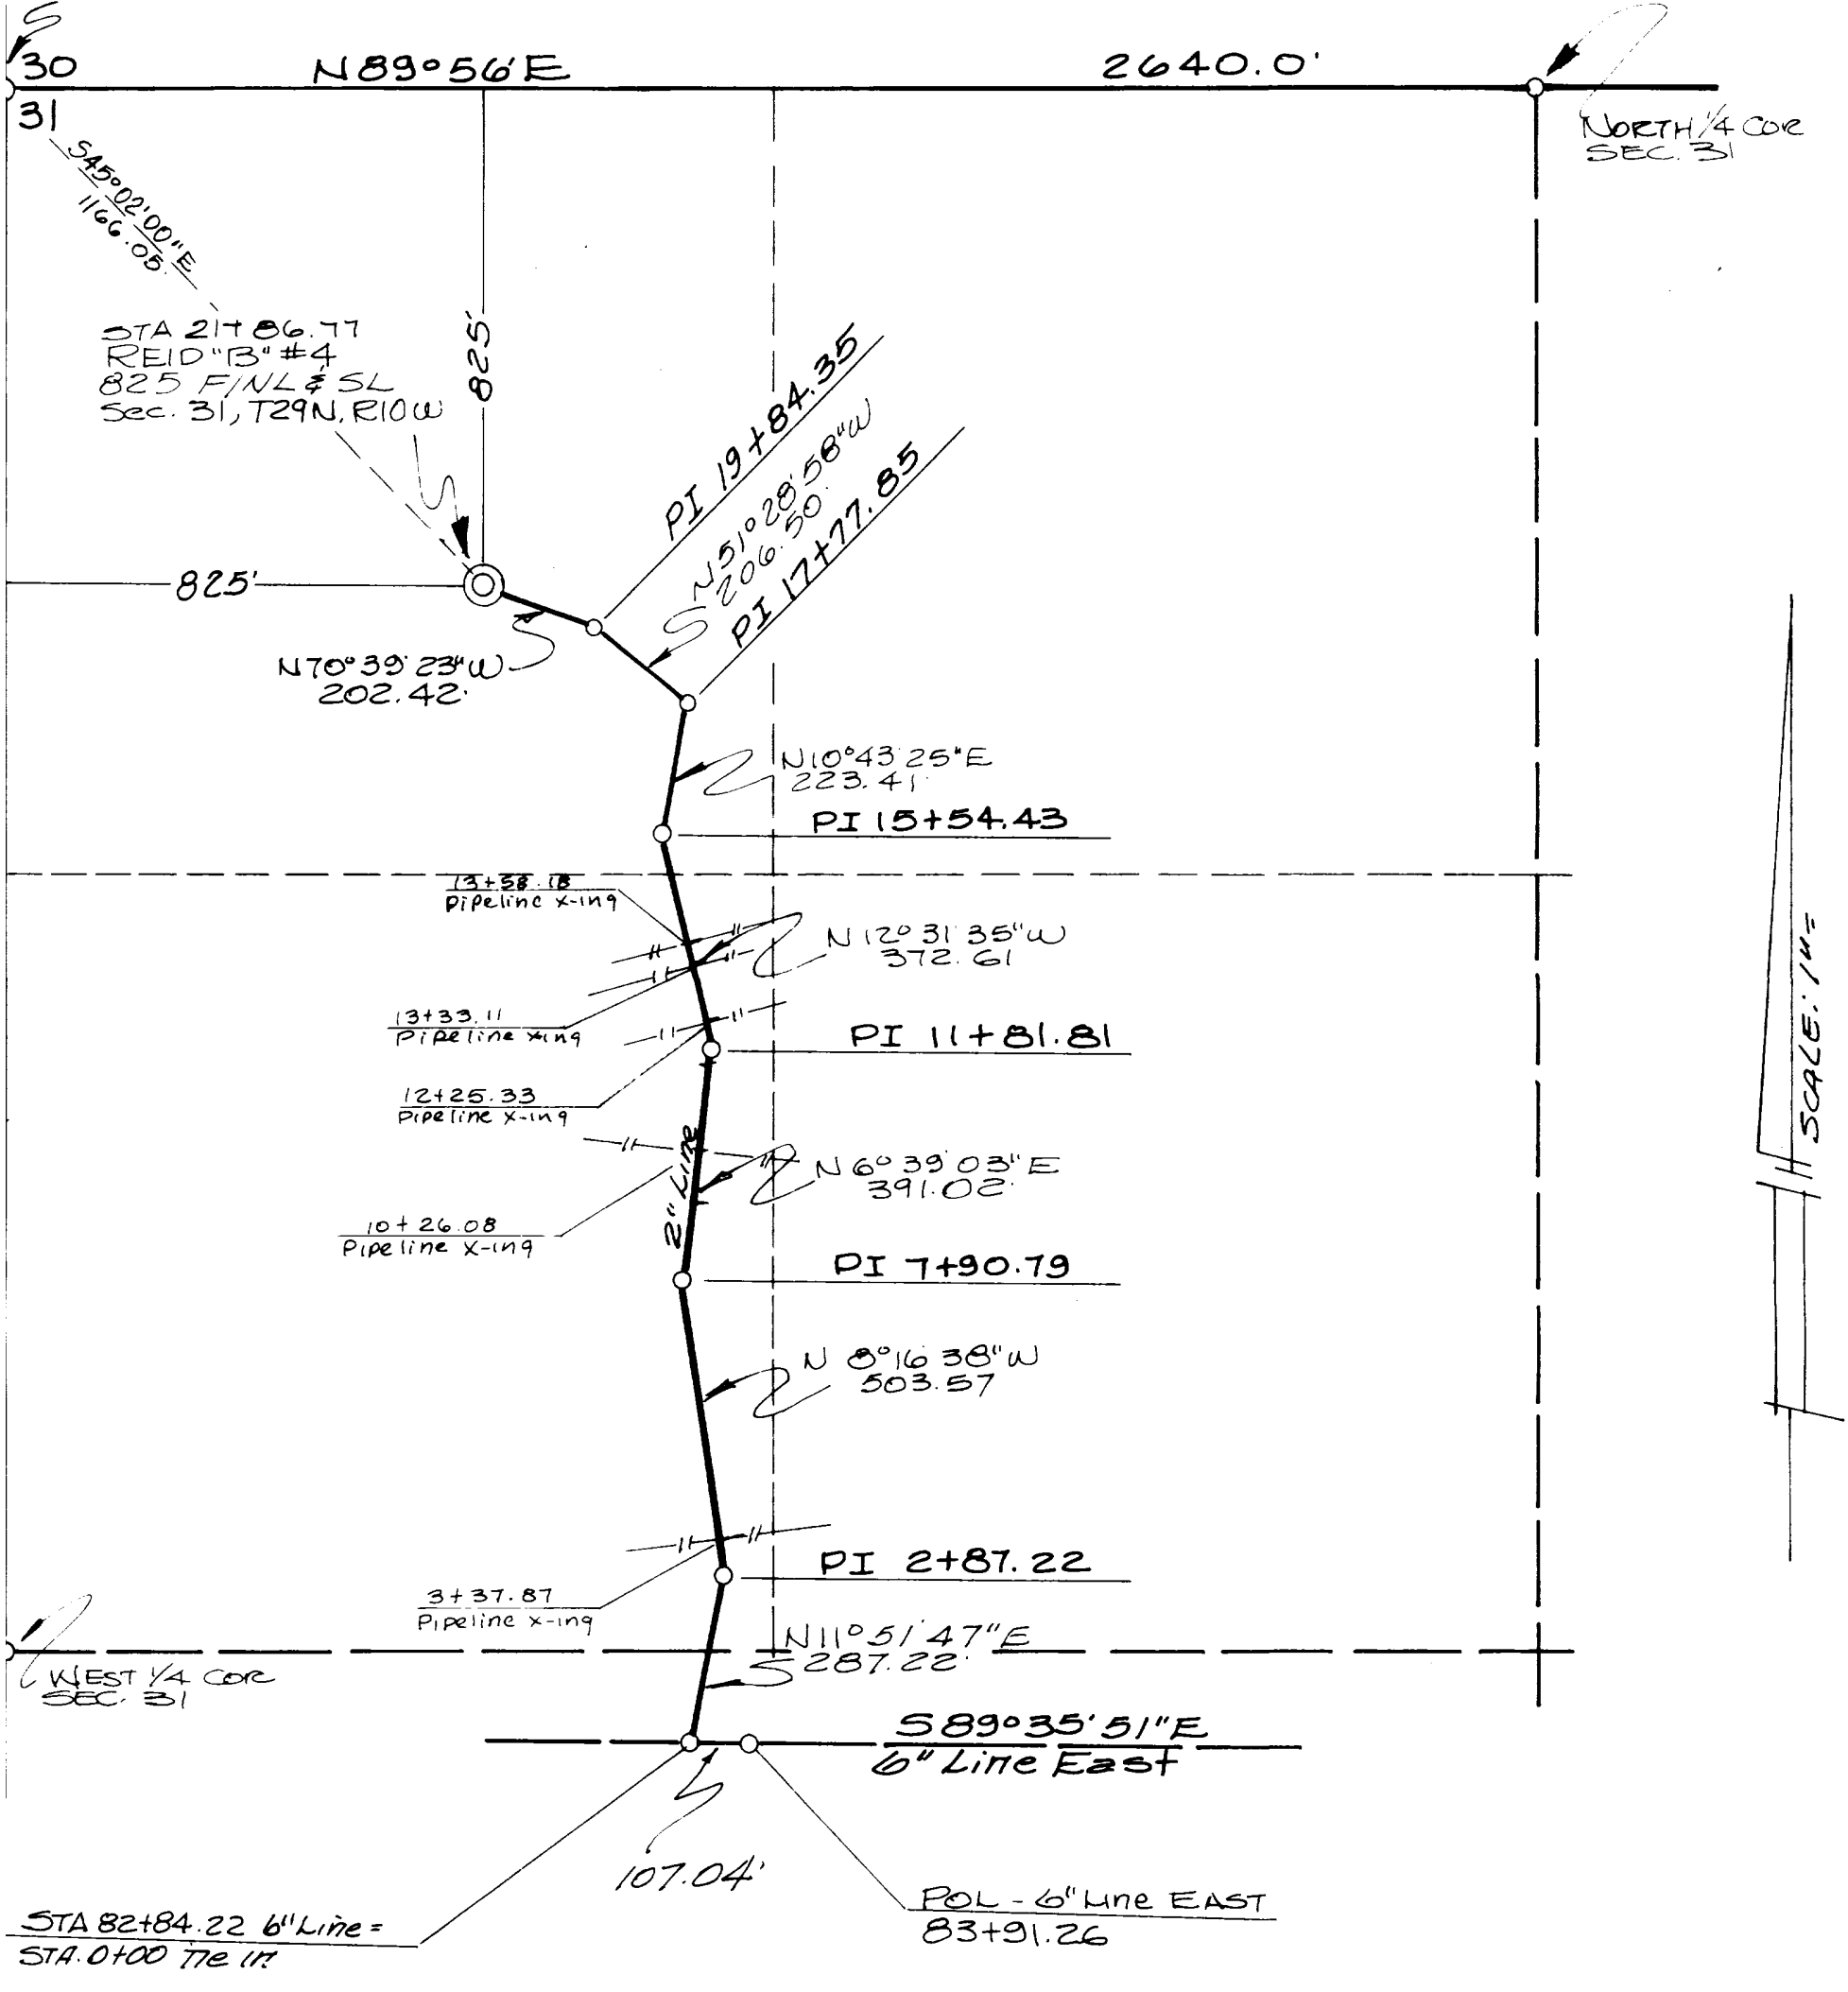 30
N89°56'E
2640.0'
31
NORTH 1/4 COR
SEC. 31
S45°02'00"E
1166.05'
STA 21+86.77
REID "B" #4
825 F/NL & SL
Sec. 31, T29N, R10W
825'
825'
PI 19+84.35
N51°28'58"W
206.50'
PI 17+77.85
N70°39'23"W
202.42'
N10°43'25"E
223.41'
PI 15+54.43
13+58.18
Pipeline x-ing
N12°31'35"W
372.61
13+33.11
Pipeline x-ing
PI 11+81.81
12+25.33
Pipeline x-ing
2" Line
N6°39'03"E
391.02'
10+26.08
Pipeline x-ing
PI 7+90.79
N 8°16'38"W
503.57
PI 2+87.22
3+37.87
Pipeline x-ing
N11°51'47"E
287.22'
WEST 1/4 COR
SEC. 31
S89°35'51"E
6" Line East
107.04'
STA 82+84.22 6" Line =
STA. 0+00 Tie In
POL - 6" Line EAST
83+91.26
SCALE: 1" =